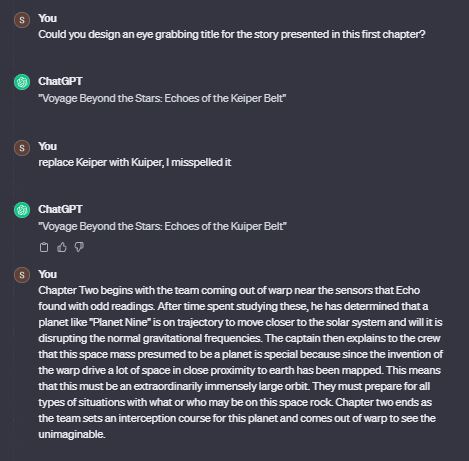 S You
Could you design an eye grabbing title for the story presented in this first chapter?
ChatGPT
"Voyage Beyond the Stars: Echoes of the Keiper Belt"
S You
replace Keiper with Kuiper, I misspelled it
ChatGPT
"Voyage Beyond the Stars: Echoes of the Kuiper Belt"
S You
Chapter Two begins with the team coming out of warp near the sensors that Echo
found with odd readings. After time spent studying these, he has determined that a
planet like "Planet Nine" is on trajectory to move closer to the solar system and will it is
disrupting the normal gravitational frequencies. The captain then explains to the crew
that this space mass presumed to be a planet is special because since the invention of
the warp drive a lot of space in close proximity to earth has been mapped. This means
that this must be an extraordinarily immensely large orbit. They must prepare for all
types of situations with what or who may be on this space rock. Chapter two ends as
the team sets an interception course for this planet and comes out of warp to see the
unimaginable.